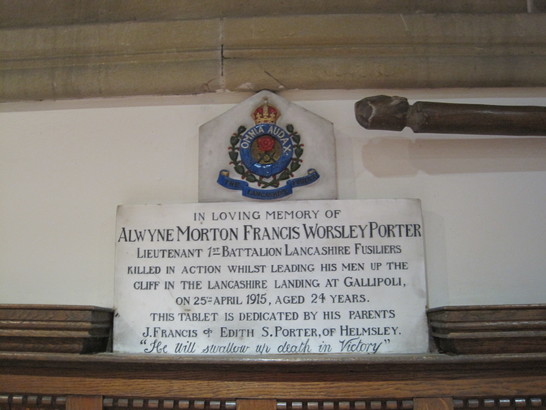 OMNIA AUDAX
IN LOVING MEMORY OF
ALWYNE MORTON FRANCIS WORSLEY PORTER
LIEUTENANT 1ST BATTALION LANCASHIRE FUSILIERS
KILLED IN ACTION WHILST LEADING HIS MEN UP THE
CLIFF IN THE LANCASHIRE LANDING AT GALLIPOLI,
ON 25TH APRIL 1915, AGED 24 YEARS.
THIS TABLET IS DEDICATED BY HIS PARENTS
J. FRANCIS & EDITH S. PORTER, OF HELMSLEY.
"He will swallow up death in Victory"